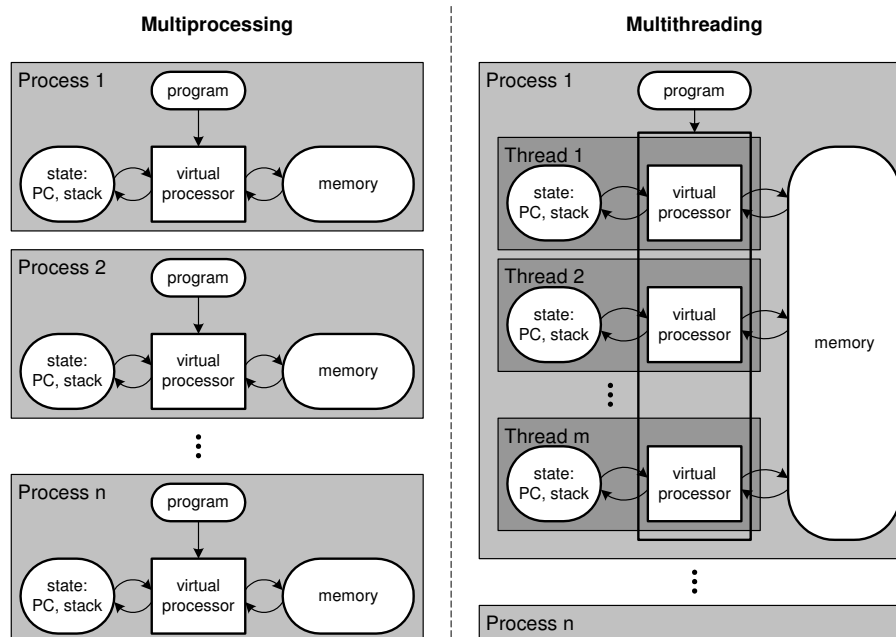 Multiprocessing
Process 1
program
state:
PC, stack
virtual
processor
memory
Process 2
program
state:
PC, stack
virtual
processor
memory
Process n
program
state:
PC, stack
virtual
processor
memory
Multithreading
Process 1
program
Thread 1
state:
PC, stack
virtual
processor
Thread 2
state:
PC, stack
virtual
processor
memory
Thread m
state:
PC, stack
virtual
processor
Process n